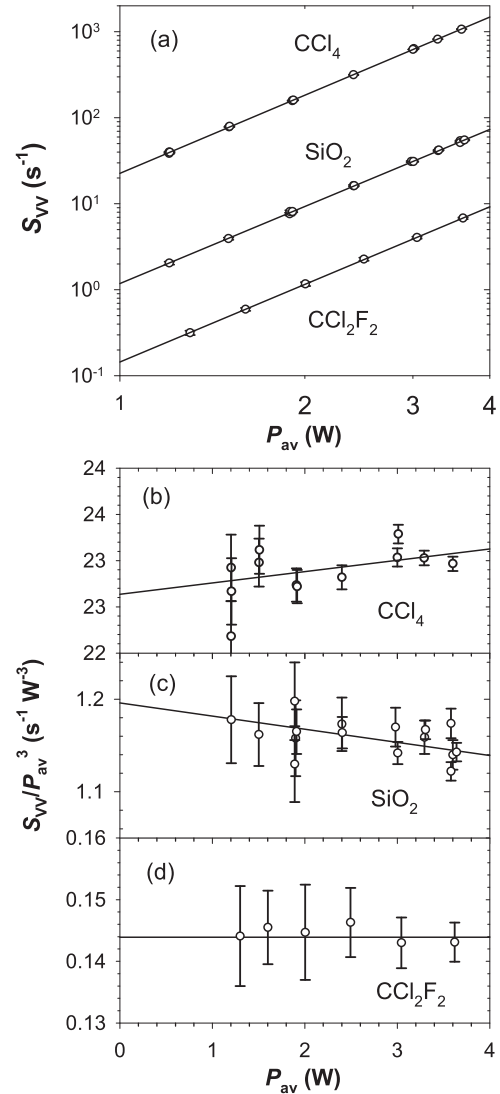 (a)
CCl₄
SiO₂
CCl₂F₂
S_VV (s⁻¹)
10³
10²
10¹
10⁰
10⁻¹
1 2 3 4
P_av (W)
(b)
CCl₄
24
24
23
23
22
(c)
SiO₂
1.2
1.1
S_VV/P_av³ (s⁻¹ W⁻³)
(d)
CCl₂F₂
0.16
0.15
0.14
0.13
0 1 2 3 4
P_av (W)